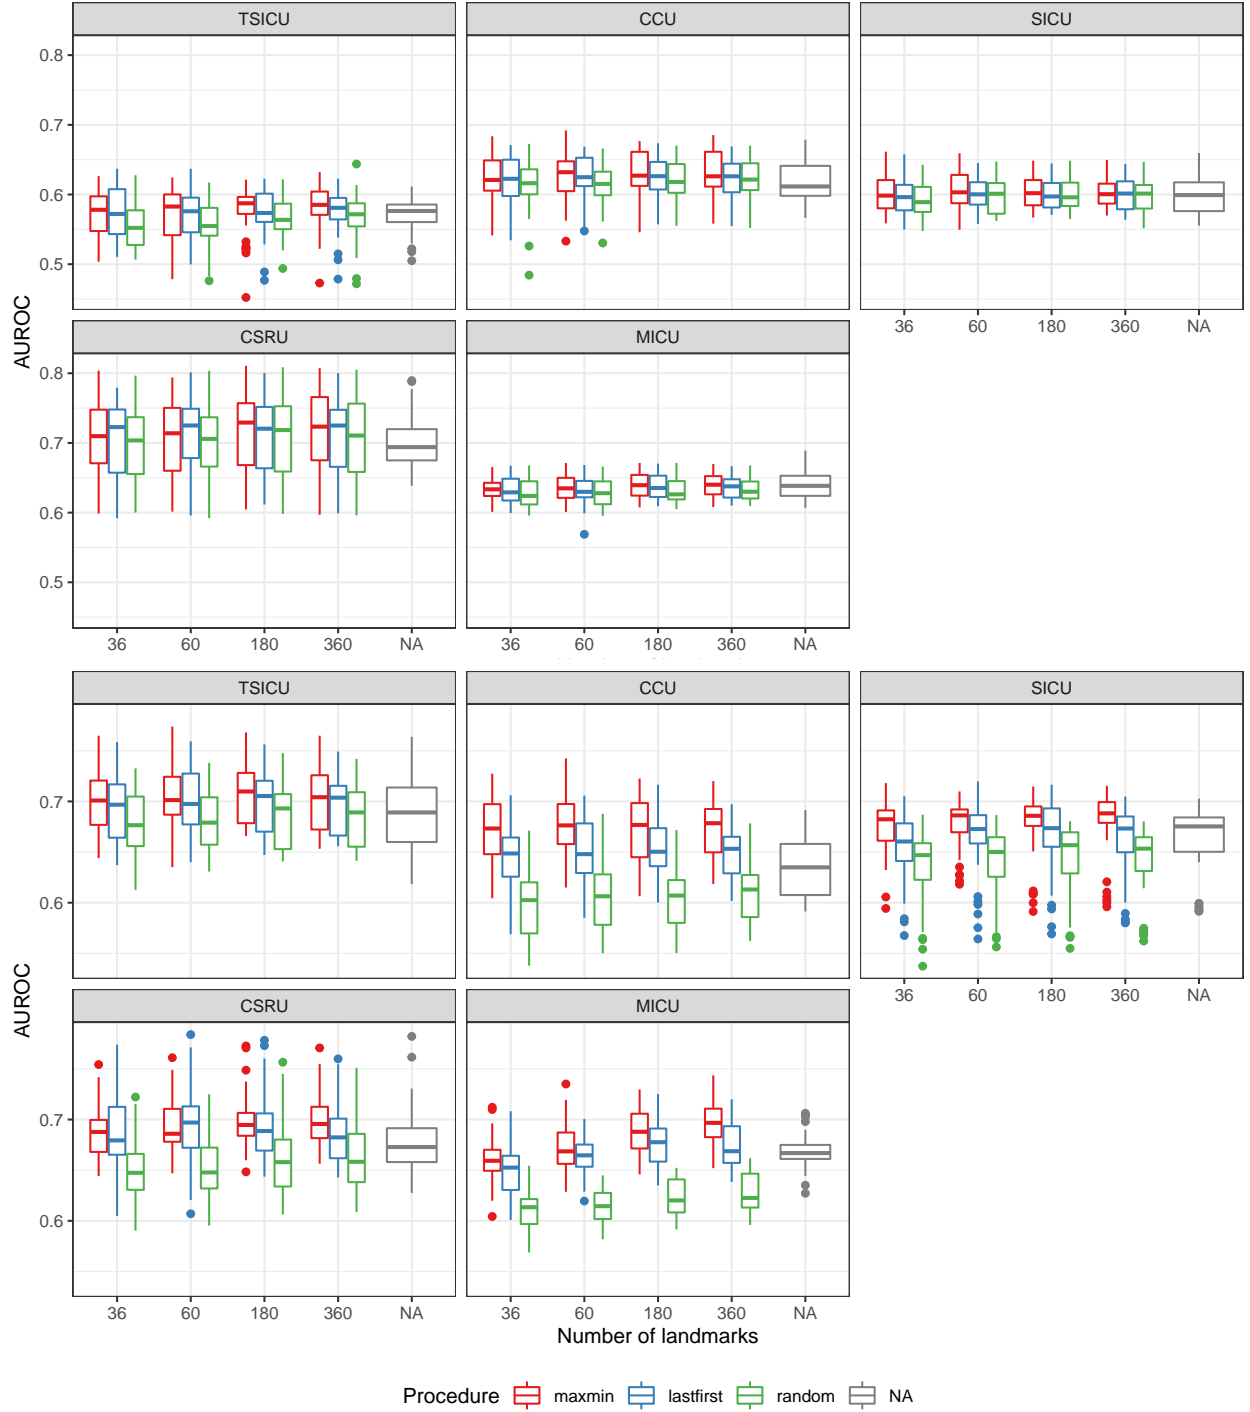 TSICU CCU SICU
0.8
0.7
0.6
0.5
36 60 180 360 NA
AUROC
CSRU MICU
0.8
0.7
0.6
0.5
36 60 180 360 NA 36 60 180 360 NA
TSICU CCU SICU
0.7
0.6
36 60 180 360 NA
AUROC
CSRU MICU
0.7
0.6
36 60 180 360 NA 36 60 180 360 NA
Number of landmarks
Procedure maxmin lastfirst random NA